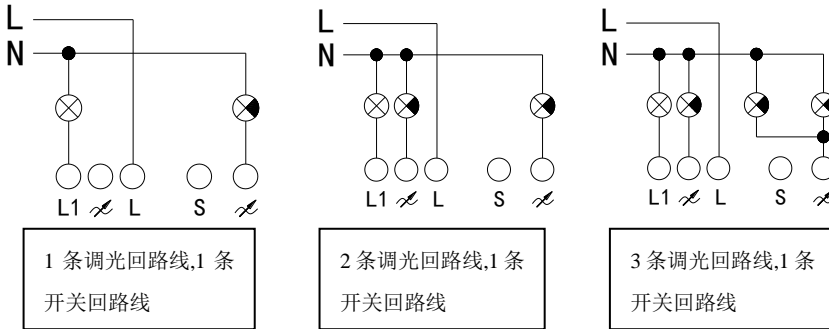 L
N
L1 L S
1 条调光回路线,1 条
开关回路线
L
N
L1 L S
2 条调光回路线,1 条
开关回路线
L
N
L1 L S
3 条调光回路线,1 条
开关回路线